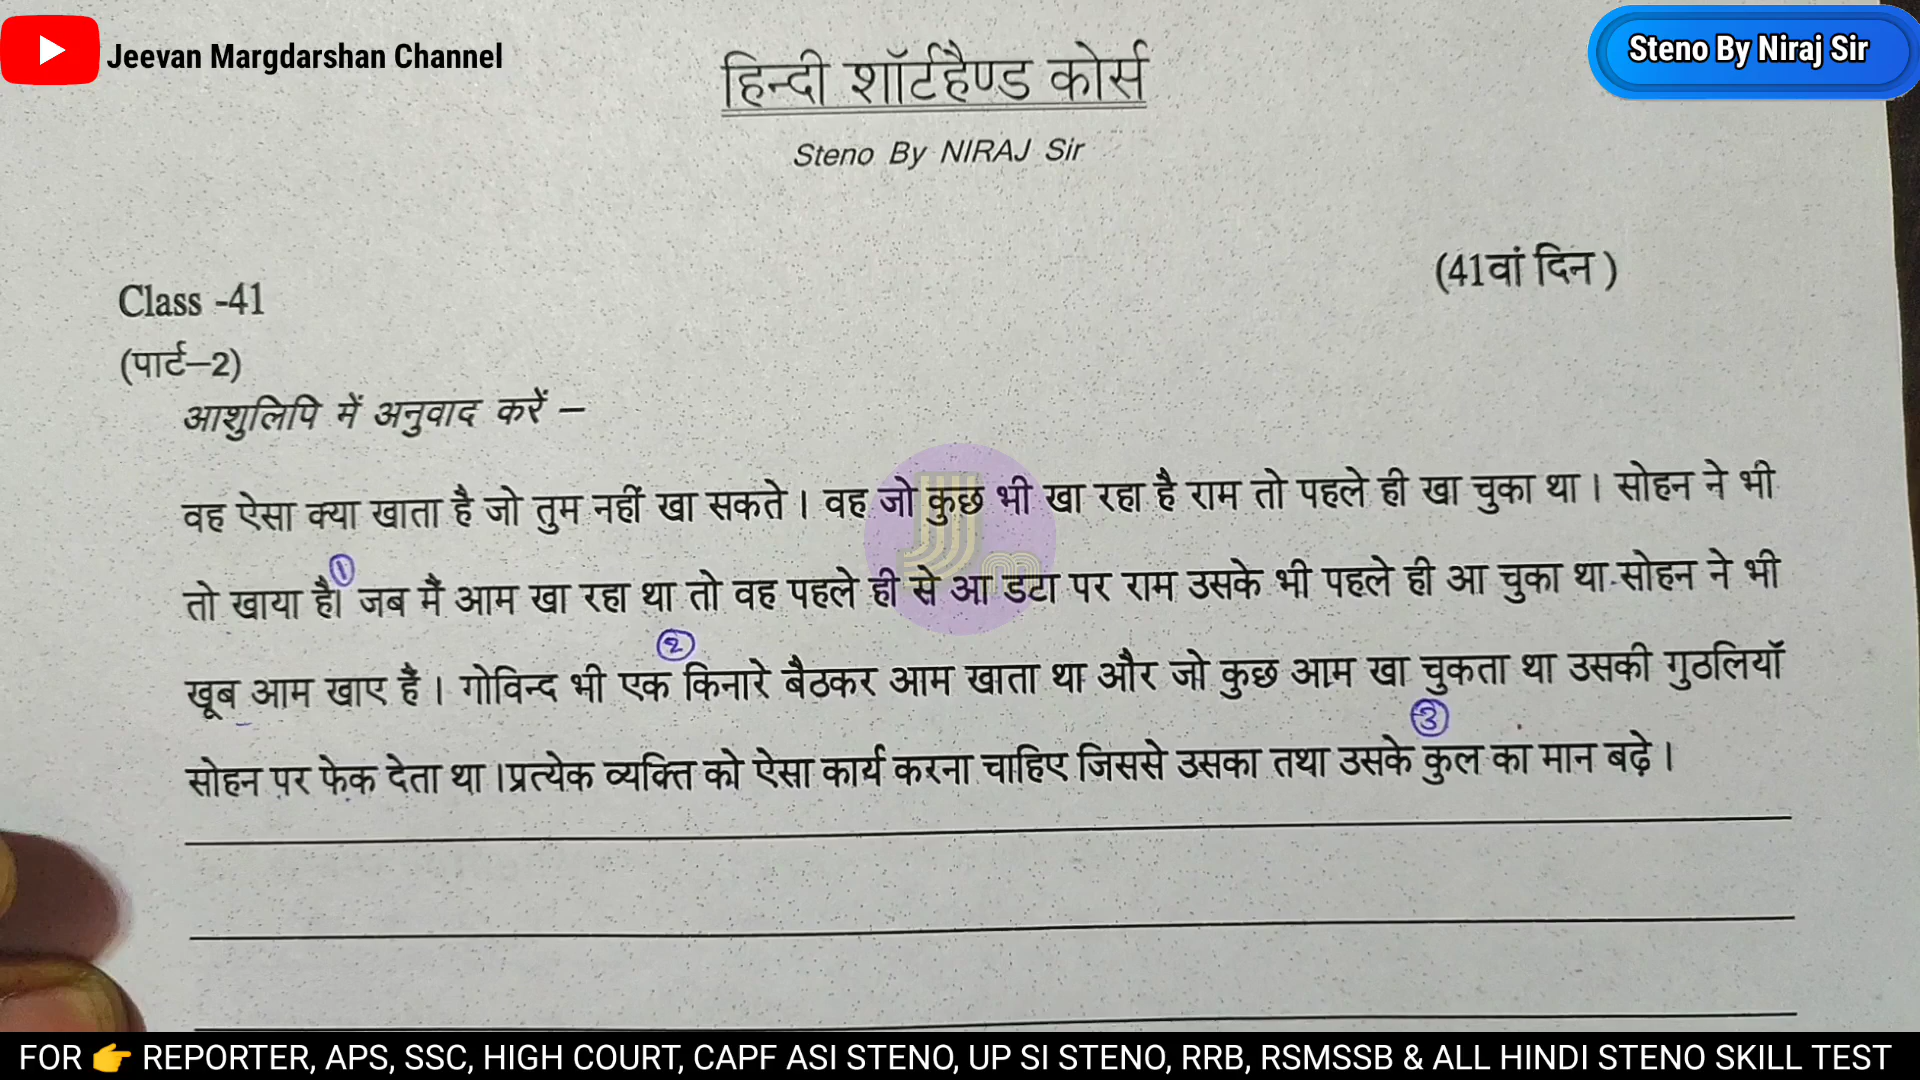 Jeevan Margdarshan Channel
Steno By Niraj Sir
हिन्दी शॉर्टहैण्ड कोर्स
Steno By NIRAJ Sir
(41वां दिन )
Class -41
(पार्ट–2)
आशुलिपि में अनुवाद करें –
वह ऐसा क्या खाता है जो तुम नहीं खा सकते । वह जो कुछ भी खा रहा है राम तो पहले ही खा चुका था । सोहन ने भी
①
तो खाया है। जब मैं आम खा रहा था तो वह पहले ही से आ डटा पर राम उसके भी पहले ही आ चुका था सोहन ने भी
②
खूब आम खाए हैं । गोविन्द भी एक किनारे बैठकर आम खाता था और जो कुछ आम खा चुकता था उसकी गुठलियॉ
③
सोहन पर फेक देता था ।प्रत्येक व्यक्ति को ऐसा कार्य करना चाहिए जिससे उसका तथा उसके कुल का मान बढ़े ।
FOR 👉 REPORTER, APS, SSC, HIGH COURT, CAPF ASI STENO, UP SI STENO, RRB, RSMSSB & ALL HINDI STENO SKILL TEST